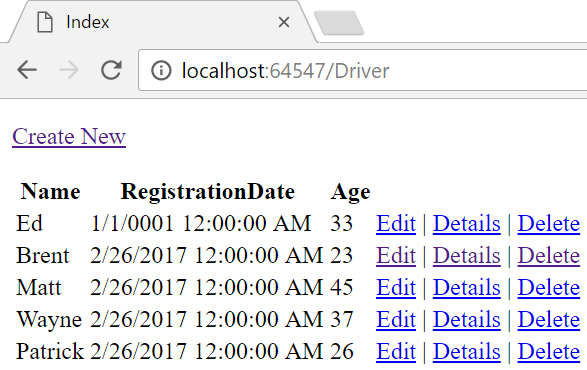 Index
localhost:64547/Driver
Create New
Name RegistrationDate Age
Ed 1/1/0001 12:00:00 AM 33 Edit | Details | Delete
Brent 2/26/2017 12:00:00 AM 23 Edit | Details | Delete
Matt 2/26/2017 12:00:00 AM 45 Edit | Details | Delete
Wayne 2/26/2017 12:00:00 AM 37 Edit | Details | Delete
Patrick 2/26/2017 12:00:00 AM 26 Edit | Details | Delete